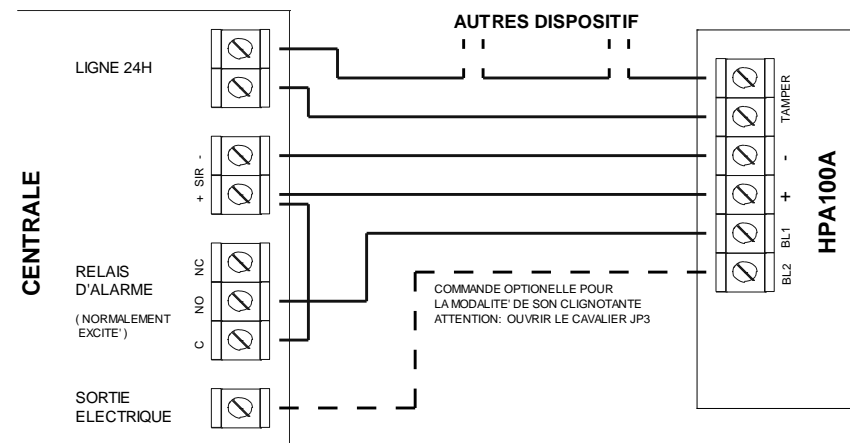 AUTRES DISPOSITIF
LIGNE 24H
TAMPER
- SIR +
-
+
CENTRALE
HPA100A
BL1
BL2
NC
NO
C
RELAIS
D'ALARME
( NORMALEMENT
EXCITE' )
COMMANDE OPTIONELLE POUR
LA MODALITE' DE SON CLIGNOTANTE
ATTENTION: OUVRIR LE CAVALIER JP3
SORTIE
ELECTRIQUE